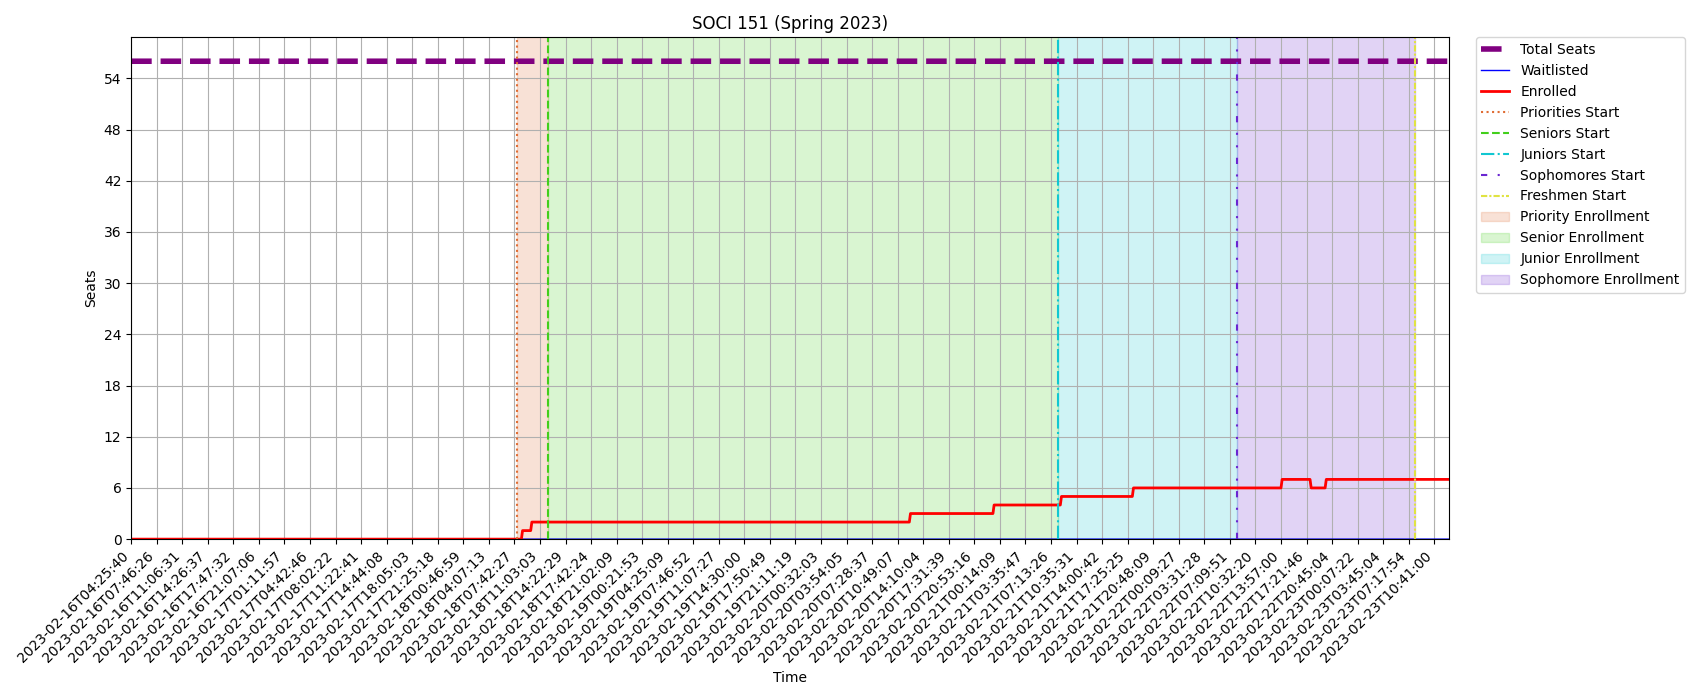 SOCI 151 (Spring 2023)
Seats
54
48
42
36
30
24
18
12
6
0
2023-02-16T04:25:40
2023-02-16T07:46:26
2023-02-16T11:06:31
2023-02-16T14:26:37
2023-02-16T17:47:32
2023-02-16T21:07:06
2023-02-17T01:11:57
2023-02-17T04:42:46
2023-02-17T08:02:22
2023-02-17T11:22:41
2023-02-17T14:44:08
2023-02-17T18:05:03
2023-02-17T21:25:18
2023-02-18T00:46:59
2023-02-18T04:07:13
2023-02-18T07:42:27
2023-02-18T11:03:03
2023-02-18T14:22:29
2023-02-18T17:42:24
2023-02-18T21:02:09
2023-02-19T00:21:53
2023-02-19T04:25:09
2023-02-19T07:46:52
2023-02-19T11:07:27
2023-02-19T14:30:00
2023-02-19T17:50:49
2023-02-19T21:11:19
2023-02-20T00:32:03
2023-02-20T03:54:05
2023-02-20T07:28:37
2023-02-20T10:49:07
2023-02-20T14:10:04
2023-02-20T17:31:39
2023-02-20T20:53:16
2023-02-21T00:14:09
2023-02-21T03:35:47
2023-02-21T07:13:26
2023-02-21T10:35:31
2023-02-21T14:00:42
2023-02-21T17:25:25
2023-02-21T20:48:09
2023-02-22T00:09:27
2023-02-22T03:31:28
2023-02-22T07:09:51
2023-02-22T10:32:20
2023-02-22T13:57:00
2023-02-22T17:21:46
2023-02-22T20:45:04
2023-02-23T00:07:22
2023-02-23T03:45:04
2023-02-23T07:17:54
2023-02-23T10:41:00
Time
Total Seats
Waitlisted
Enrolled
Priorities Start
Seniors Start
Juniors Start
Sophomores Start
Freshmen Start
Priority Enrollment
Senior Enrollment
Junior Enrollment
Sophomore Enrollment